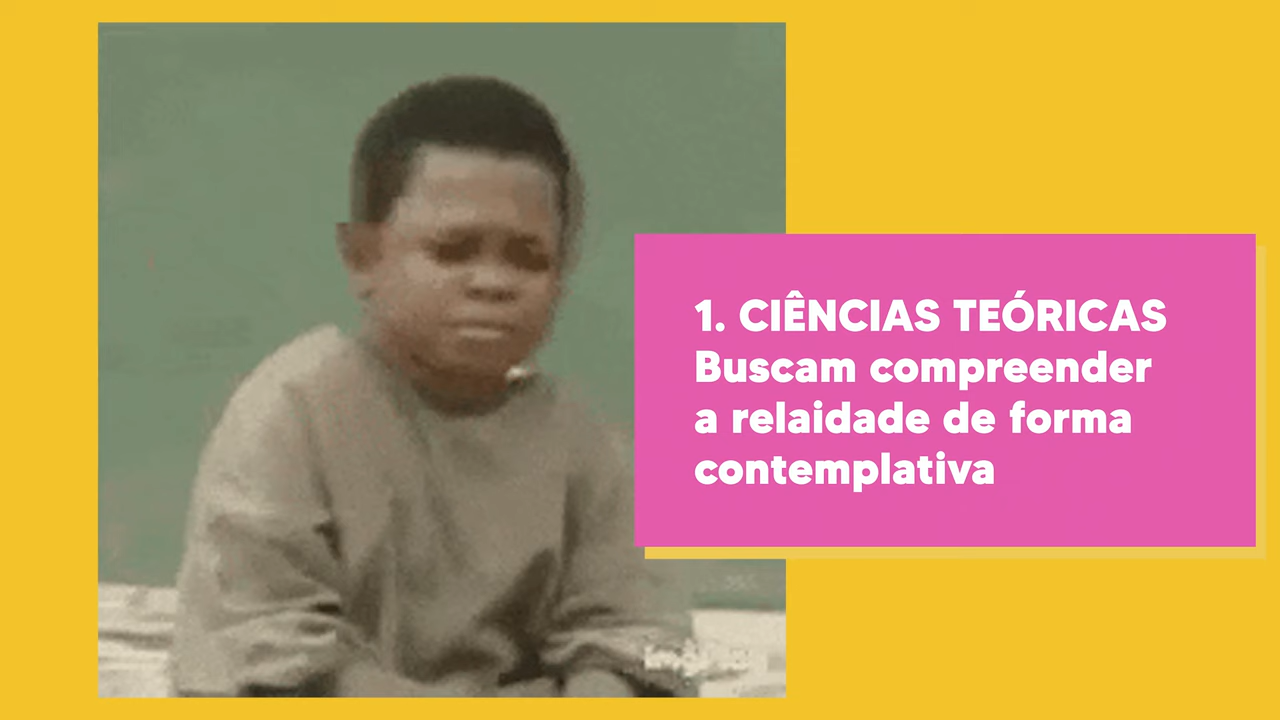 1. CIÊNCIAS TEÓRICAS
Buscam compreender
a relaidade de forma
contemplativa